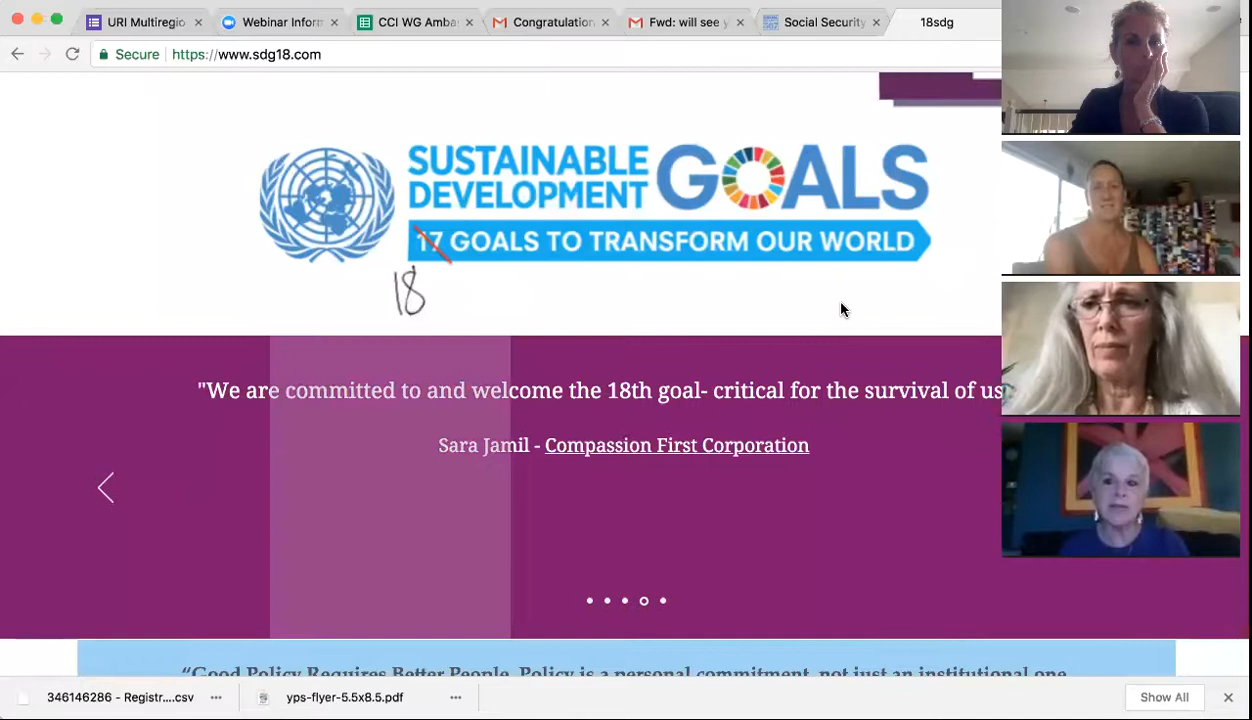 URI Multiregio
Webinar Inform
CCI WG Amba
Congratulation
Fwd: will see y
Social Security
18sdg
Secure https://www.sdg18.com
SUSTAINABLE
DEVELOPMENT
GOALS
17 GOALS TO TRANSFORM OUR WORLD
18
"We are committed to and welcome the 18th goal- critical for the survival of us
Sara Jamil - Compassion First Corporation
“Good Policy Requires Better People. Policy is a personal commitment, not just an institutional one
346146286 - Registr....csv
yps-flyer-5.5x8.5.pdf
Show All